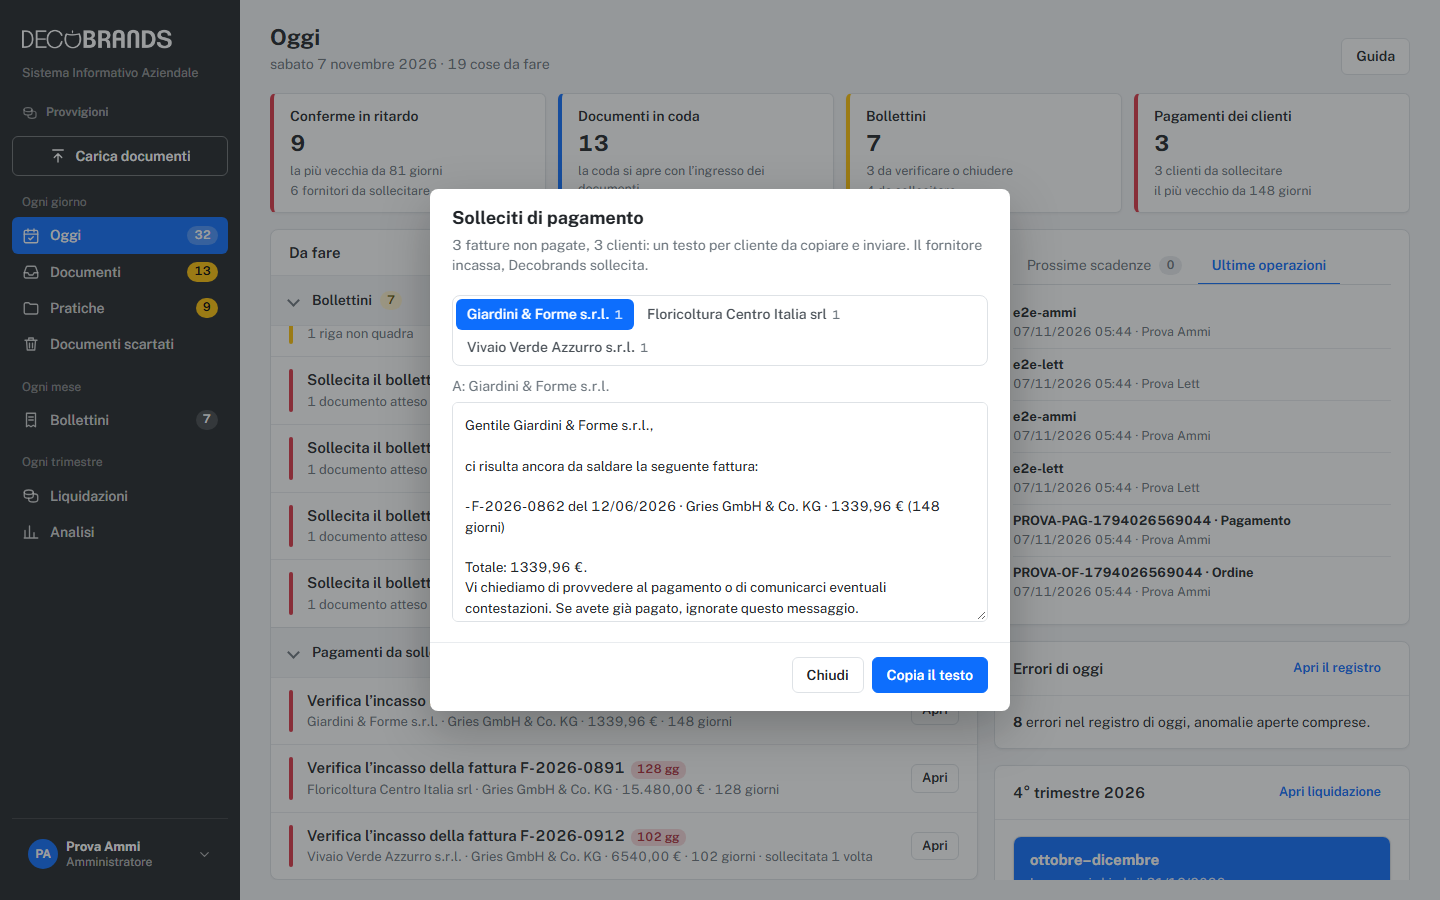 DECOBRANDS
Sistema Informativo Aziendale
Provvigioni
Carica documenti
Ogni giorno
Oggi 32
Documenti 13
Pratiche 9
Documenti scartati
Ogni mese
Bollettini 7
Ogni trimestre
Liquidazioni
Analisi
PA Prova Ammi
Amministratore
Oggi
sabato 7 novembre 2026 · 19 cose da fare
Guida
Conferme in ritardo
9
la più vecchia da 81 giorni
6 fornitori da sollecitare
Documenti in coda
13
la coda si apre con l'ingresso dei
documenti
Bollettini
7
3 da verificare o chiudere
4 da sollecitare
Pagamenti dei clienti
3
3 clienti da sollecitare
il più vecchio da 148 giorni
Da fare
Bollettini 7
1 riga non quadra
Sollecita il bollett
1 documento atteso
Sollecita il bollett
1 documento atteso
Sollecita il bollett
1 documento atteso
Sollecita il bollett
1 documento atteso
Pagamenti da soll
Verifica l'incasso
Giardini & Forme s.r.l. · Gries GmbH & Co. KG · 1339,96 € · 148 giorni
Apri
Verifica l'incasso della fattura F-2026-0891 128 gg
Floricoltura Centro Italia srl · Gries GmbH & Co. KG · 15.480,00 € · 128 giorni
Apri
Verifica l'incasso della fattura F-2026-0912 102 gg
Vivaio Verde Azzurro s.r.l. · Gries GmbH & Co. KG · 6540,00 € · 102 giorni · sollecitata 1 volta
Apri
Solleciti di pagamento
3 fatture non pagate, 3 clienti: un testo per cliente da copiare e inviare. Il fornitore
incassa, Decobrands sollecita.
Giardini & Forme s.r.l. 1 Floricoltura Centro Italia srl 1
Vivaio Verde Azzurro s.r.l. 1
A: Giardini & Forme s.r.l.
Gentile Giardini & Forme s.r.l.,
ci risulta ancora da saldare la seguente fattura:
- F-2026-0862 del 12/06/2026 · Gries GmbH & Co. KG · 1339,96 € (148
giorni)
Totale: 1339,96 €.
Vi chiediamo di provvedere al pagamento o di comunicarci eventuali
contestazioni. Se avete già pagato, ignorate questo messaggio.
Chiudi
Copia il testo
Prossime scadenze 0 Ultime operazioni
e2e-ammi
07/11/2026 05:44 · Prova Ammi
e2e-lett
07/11/2026 05:44 · Prova Lett
e2e-ammi
07/11/2026 05:44 · Prova Ammi
e2e-lett
07/11/2026 05:44 · Prova Lett
PROVA-PAG-1794026569044 · Pagamento
07/11/2026 05:44 · Prova Ammi
PROVA-OF-1794026569044 · Ordine
07/11/2026 05:44 · Prova Ammi
Errori di oggi
Apri il registro
8 errori nel registro di oggi, anomalie aperte comprese.
4° trimestre 2026
Apri liquidazione
ottobre–dicembre